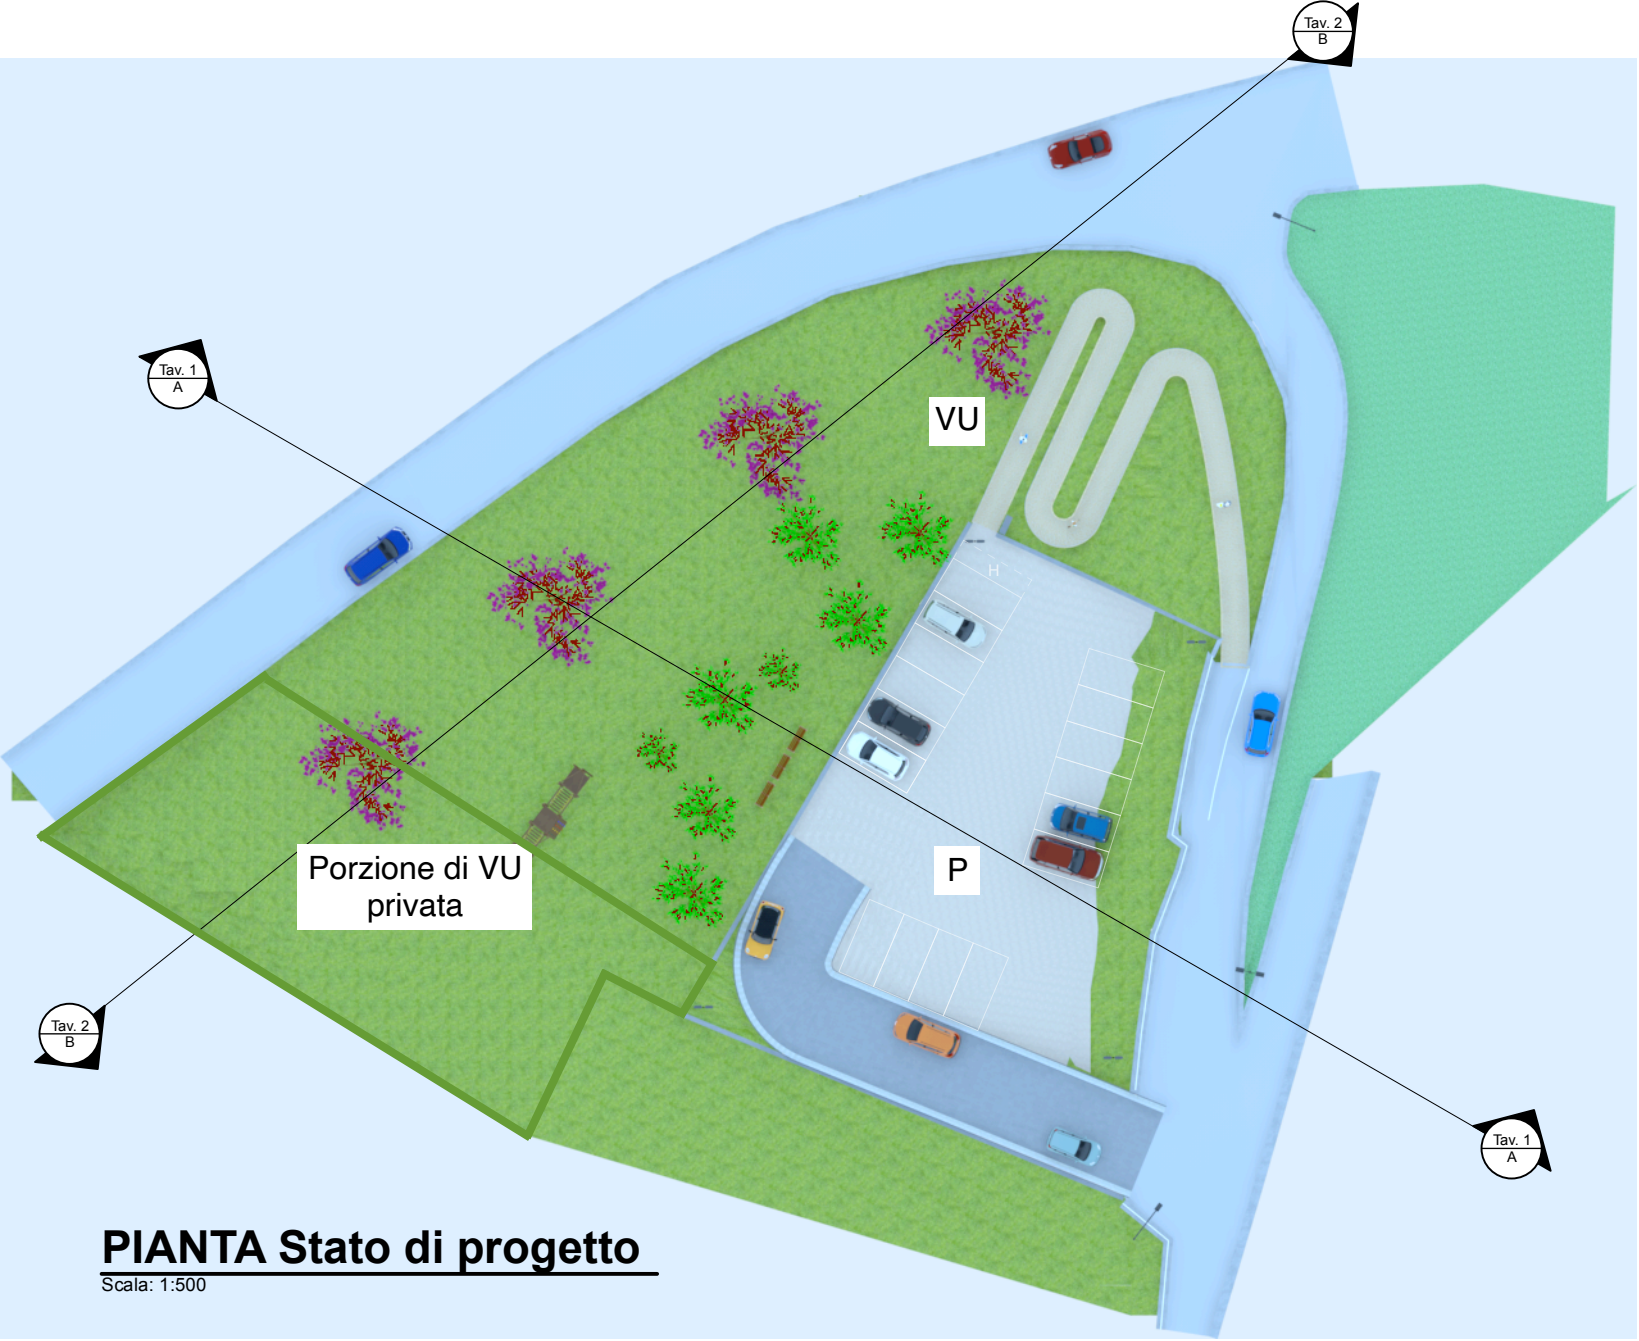 Tav. 2
B
Tav. 1
A
VU
H
P
Porzione di VU
privata
Tav. 2
B
Tav. 1
A
PIANTA Stato di progetto
Scala: 1:500